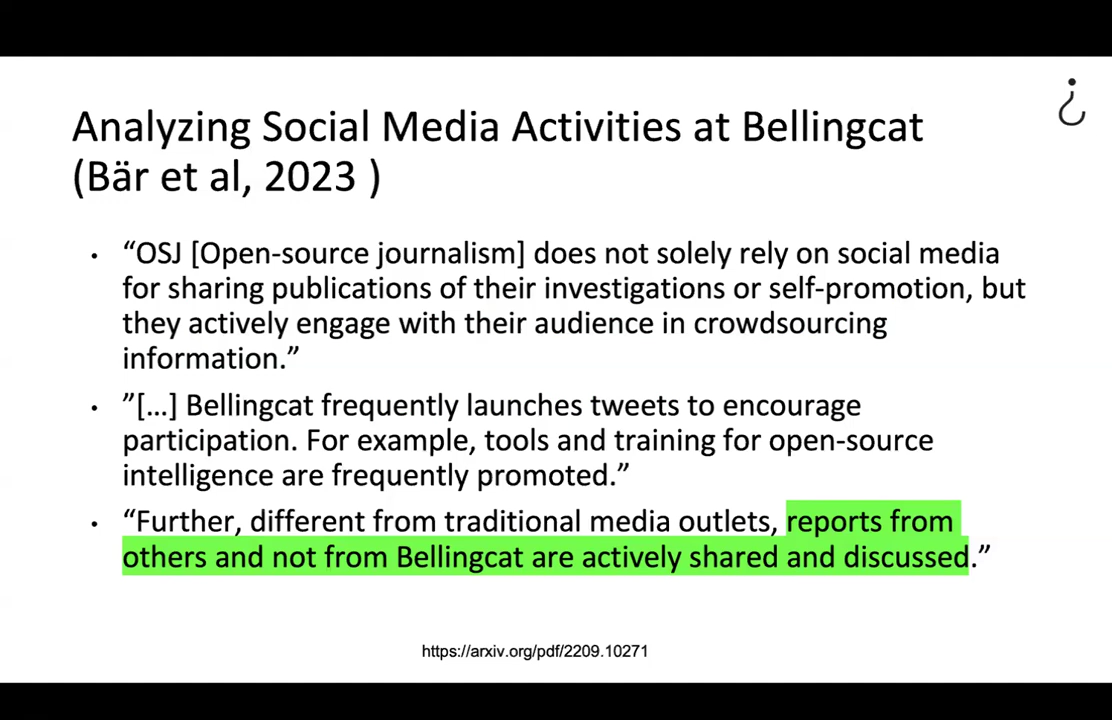 Analyzing Social Media Activities at Bellingcat
(Bär et al, 2023 )
• “OSJ [Open-source journalism] does not solely rely on social media
for sharing publications of their investigations or self-promotion, but
they actively engage with their audience in crowdsourcing
information.”
• ”[…] Bellingcat frequently launches tweets to encourage
participation. For example, tools and training for open-source
intelligence are frequently promoted.”
• “Further, different from traditional media outlets, reports from
others and not from Bellingcat are actively shared and discussed.”
https://arxiv.org/pdf/2209.10271